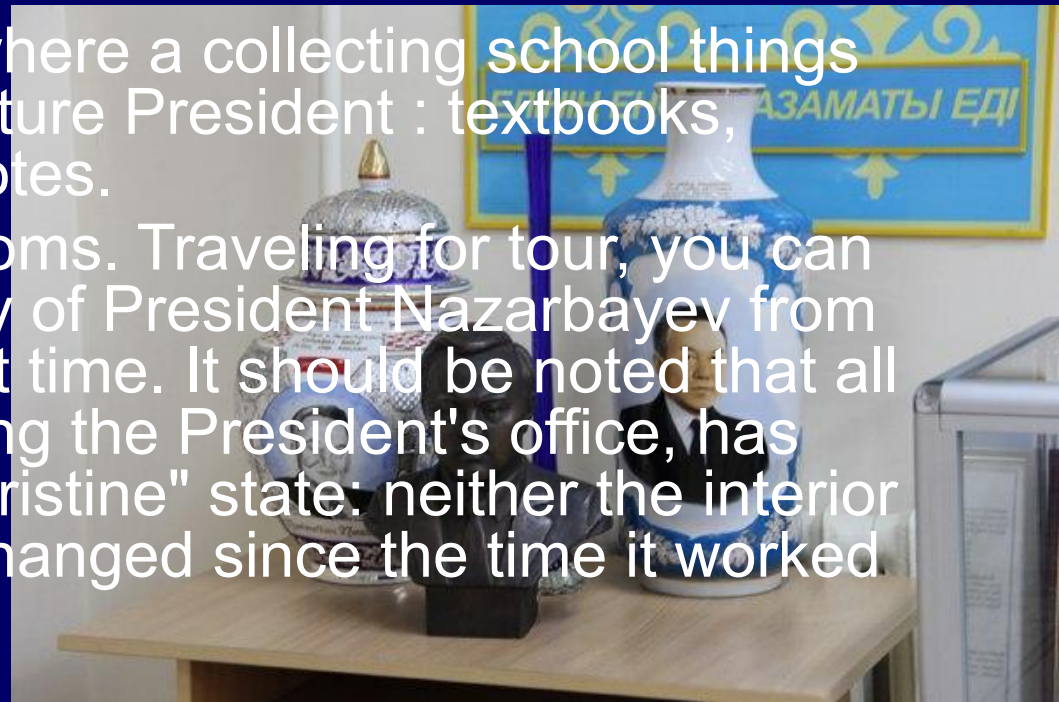 where a collecting school things
ture President : textbooks,
otes.
oms. Traveling for tour, you can
y of President Nazarbayev from
t time. It should be noted that all
ng the President's office, has
ristine" state: neither the interior
hanged since the time it worked
АЗАМАТЫ ЕДІ